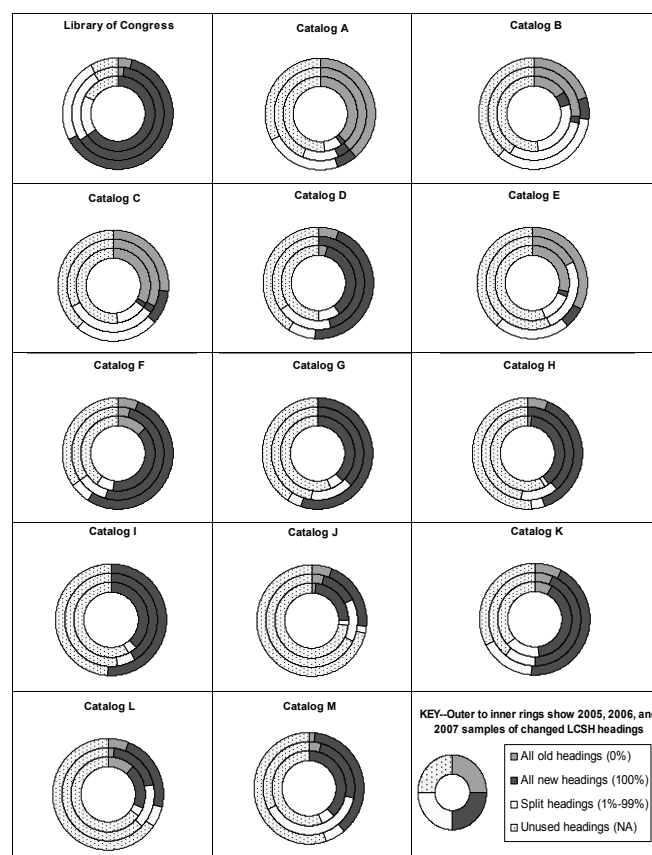 Library of Congress
Catalog A
Catalog B
Catalog C
Catalog D
Catalog E
Catalog F
Catalog G
Catalog H
Catalog I
Catalog J
Catalog K
Catalog L
Catalog M
KEY--Outer to inner rings show 2005, 2006, and
2007 samples of changed LCSH headings
All old headings (0%)
All new headings (100%)
Split headings (1%-99%)
Unused headings (NA)